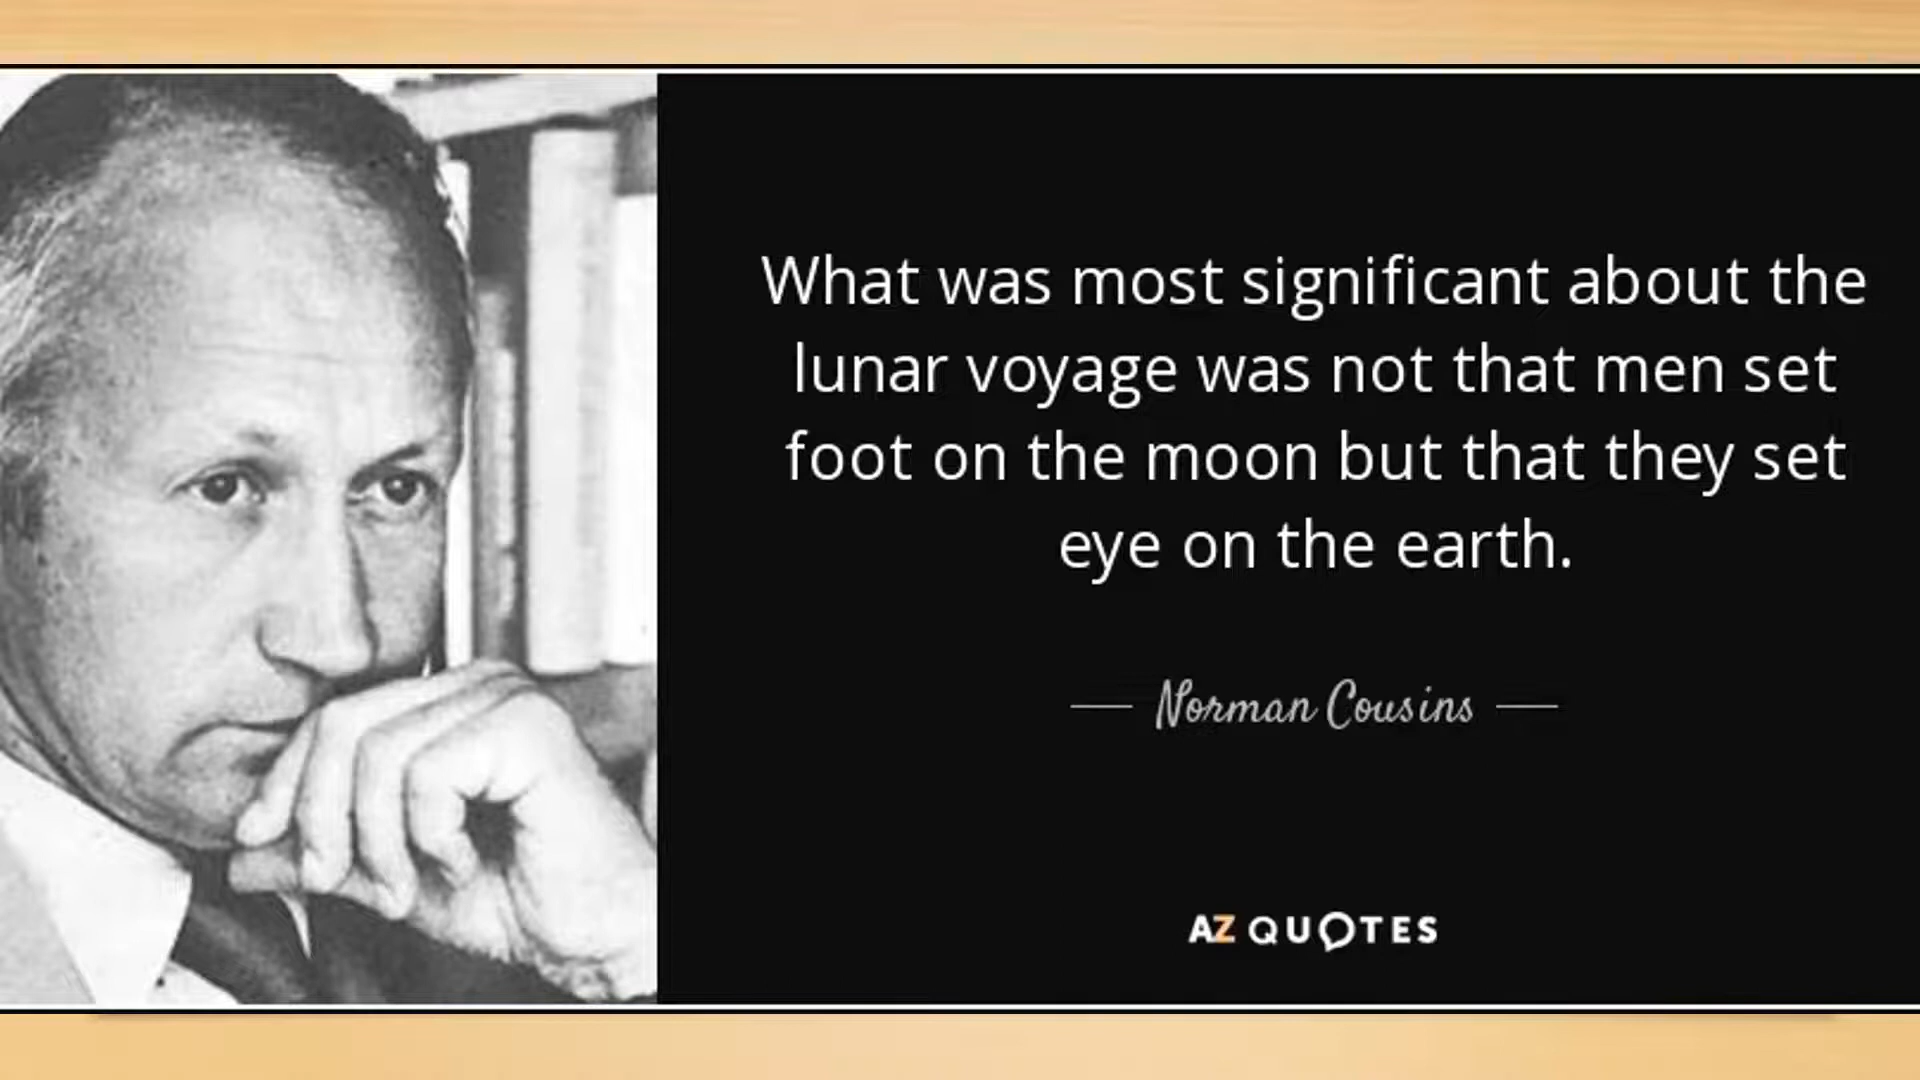 What was most significant about the
lunar voyage was not that men set
foot on the moon but that they set
eye on the earth.
Norman Cousins
AZ QUOTES